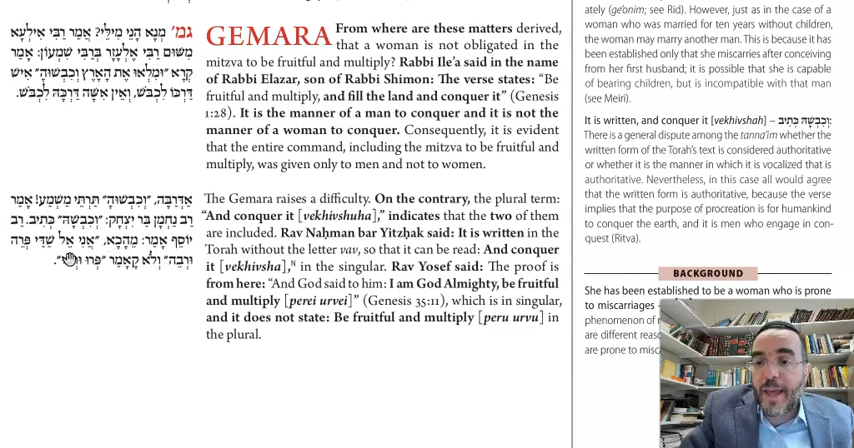 גמ׳ מְנָא הָנֵי מִילֵּי? אֲמַר רַבִּי אִילְעָא
מִשּׁוּם רַבִּי אֶלְעָזָר בְּרַבִּי שִׁמְעוֹן: אֲמַר
קְרָא ״וּמִלְאוּ אֶת הָאָרֶץ וְכִבְשׁוּהָ״ אִישׁ
דַּרְכּוֹ לִכְבֹּשׁ, וְאֵין אִשָּׁה דַּרְכָּהּ לִכְבֹּשׁ.
אַדְּרַבָּה, ״וְכִבְשׁוּהָ״ תַּרְתֵּי מַשְׁמַע! אָמַר
רַב נַחְמָן בַּר יִצְחָק: ״וְכִבְשָׁהּ״ כְּתִיב. רַב
יוֹסֵף אָמַר: מֵהָכָא, ״אֲנִי אֵל שַׁדַּי פְּרֵה
וּרְבֵה״ וְלֹא קָאָמַר ״פְּרוּ
GEMARA From where are these matters derived,
that a woman is not obligated in the
mitzva to be fruitful and multiply? Rabbi Ile'a said in the name
of Rabbi Elazar, son of Rabbi Shimon: The verse states: "Be
fruitful and multiply, and fill the land and conquer it" (Genesis
1:28). It is the manner of a man to conquer and it is not the
manner of a woman to conquer. Consequently, it is evident
that the entire command, including the mitzva to be fruitful and
multiply, was given only to men and not to women.
The Gemara raises a difficulty. On the contrary, the plural term:
"And conquer it [vekhivshuha]," indicates that the two of them
are included. Rav Naḥman bar Yitzḥak said: It is written in the
Torah without the letter vav, so that it can be read: And conquer
it [vekhivsha],N in the singular. Rav Yosef said: The proof is
from here: "And God said to him: I am God Almighty, be fruitful
and multiply [perei urvei]" (Genesis 35:11), which is in singular,
and it does not state: Be fruitful and multiply [peru urvu] in
the plural.
ately (ge'onim; see Rid). However, just as in the case of a
woman who was married for ten years without children,
the woman may marry another man. This is because it has
been established only that she miscarries after conceiving
from her first husband; it is possible that she is capable
of bearing children, but is incompatible with that man
(see Meiri).
It is written, and conquer it [vekhivshah] – וְכִבְשָׁהּ כְּתִיב:
There is a general dispute among the tanna'im whether the
written form of the Torah's text is considered authoritative
or whether it is the manner in which it is vocalized that is
authoritative. Nevertheless, in this case all would agree
that the written form is authoritative, because the verse
implies that the purpose of procreation is for humankind
to conquer the earth, and it is men who engage in con-
quest (Ritva).
BACKGROUND
She has been established to be a woman who is prone
to miscarriages
phenomenon of
are different
are prone to